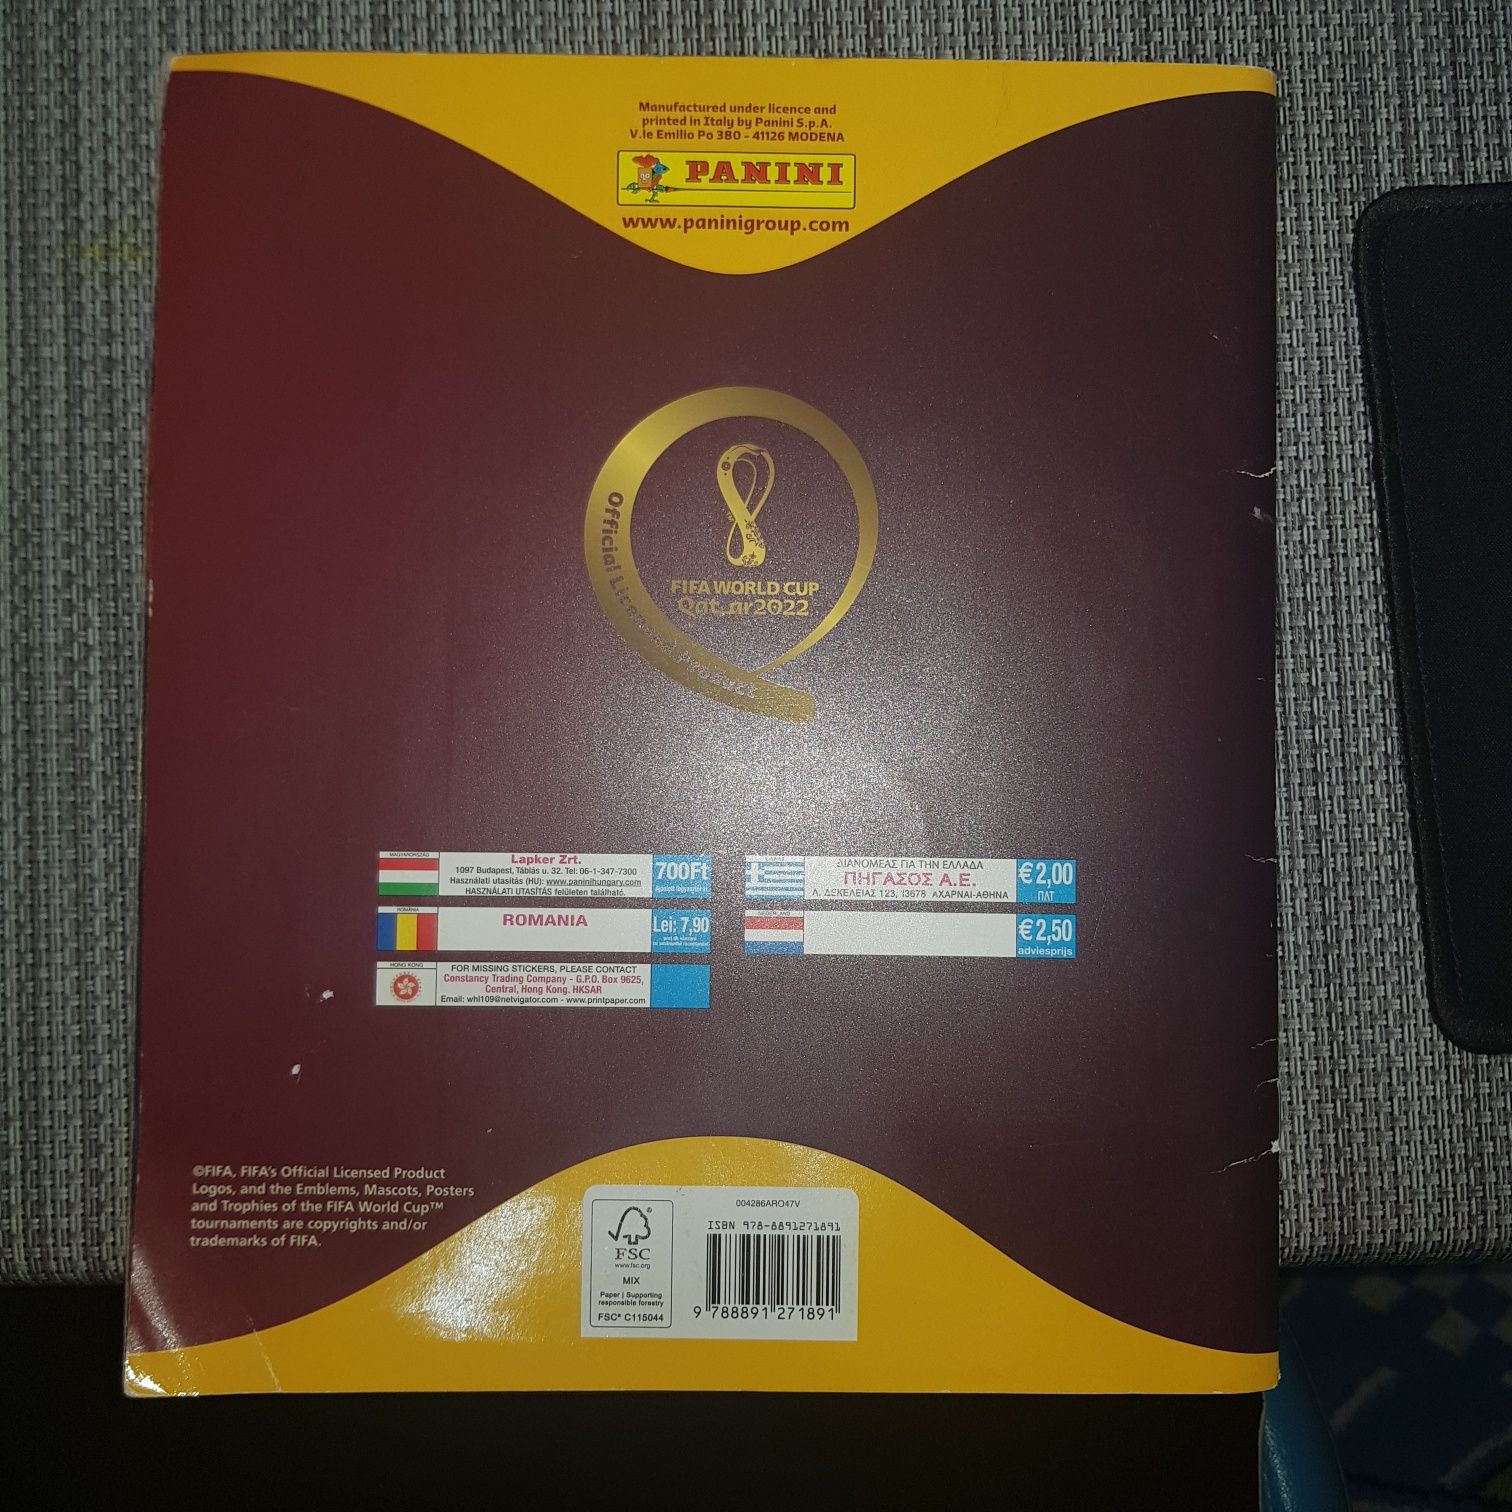 Manufactured under licence and
printed in Italy by Panini S.p.A.
V.le Emilio Po 380 - 41126 MODENA
PANINI
www.paninigroup.com
Official Licensed Product
FIFA WORLD CUP
Qatar2022
MAGYARORSZÁG
Lapker Zrt.
1097 Budapest, Táblás u. 32. Tel: 06-1-347-7300
Használati utasítás (HU): www.paninihungary.com
HASZNÁLATI UTASÍTÁS felületen található.
700Ft
ROMANIA
ROMANIA
Lei: 7,90
HONG KONG
FOR MISSING STICKERS, PLEASE CONTACT
Constancy Trading Company - G.P.O. Box 9625,
Central, Hong Kong. HKSAR
Email: whl109@netvigator.com - www.printpaper.com
ΔΙΑΝΟΜΕΑΣ ΓΙΑ ΤΗΝ ΕΛΛΑΔΑ
ΠΗΓΑΣΟΣ Α.Ε.
Λ. ΔΕΚΕΛΕΙΑΣ 123, 13678 ΑΧΑΡΝΑΙ-ΑΘΗΝΑ
€2,00
ΠΛΤ
NEDERLAND
€2,50
adviesprijs
©FIFA, FIFA's Official Licensed Product
Logos, and the Emblems, Mascots, Posters
and Trophies of the FIFA World Cup™
tournaments are copyrights and/or
trademarks of FIFA.
FSC
www.fsc.org
MIX
Paper | Supporting
responsible forestry
FSC® C115044
004286ARO47V
ISBN 978-8891271891
9 788891 271891